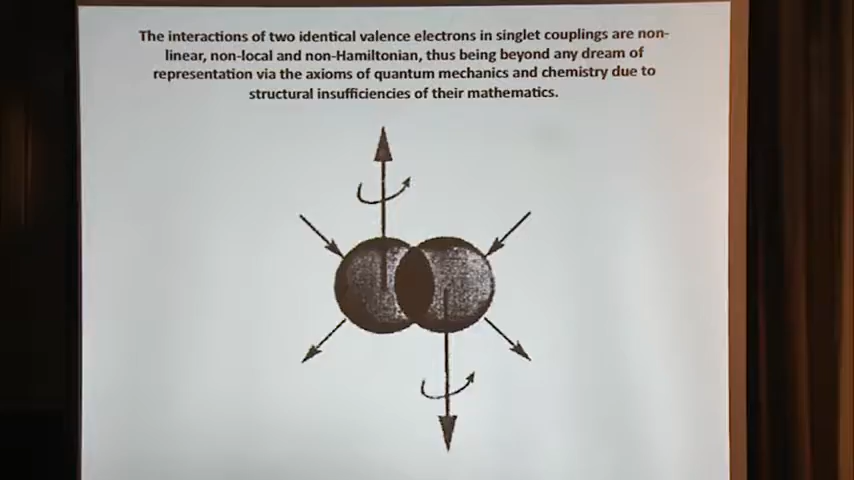 The interactions of two identical valence electrons in singlet couplings are non-
linear, non-local and non-Hamiltonian, thus being beyond any dream of
representation via the axioms of quantum mechanics and chemistry due to
structural insufficiencies of their mathematics.